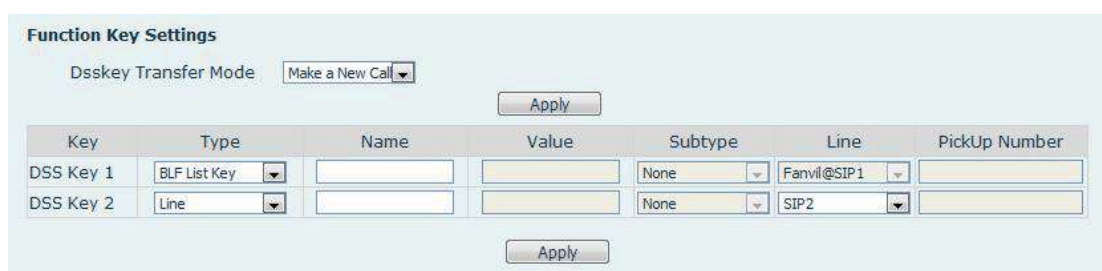 Function Key Settings
Dsskey Transfer Mode Make a New Call
Apply
Key Type Name Value Subtype Line PickUp Number
DSS Key 1 BLF List Key None Fanvil@SIP1
DSS Key 2 Line None SIP2
Apply